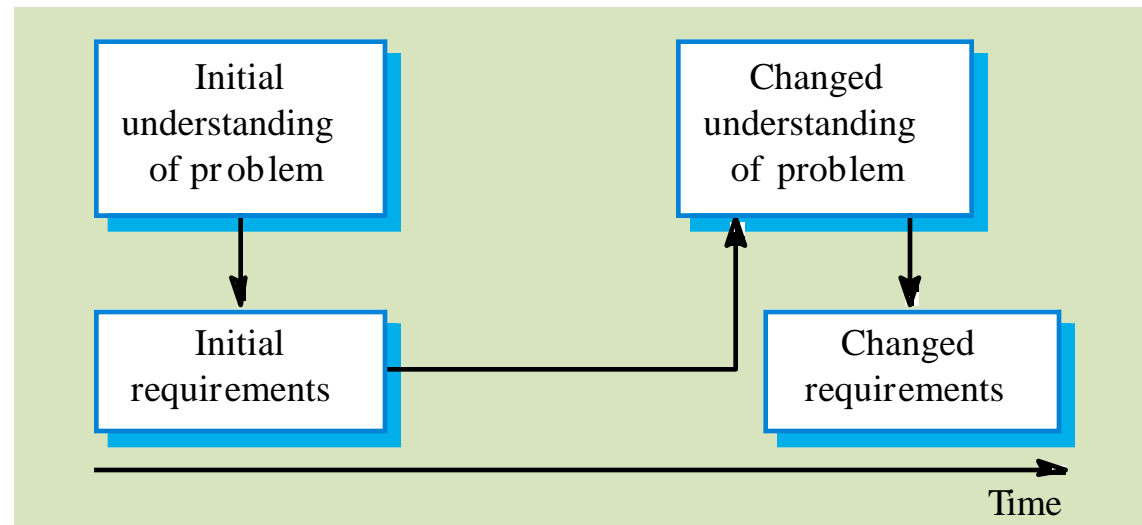 Initial
understanding
of problem
Changed
understanding
of problem
Initial
requirements
Changed
requirements
Time